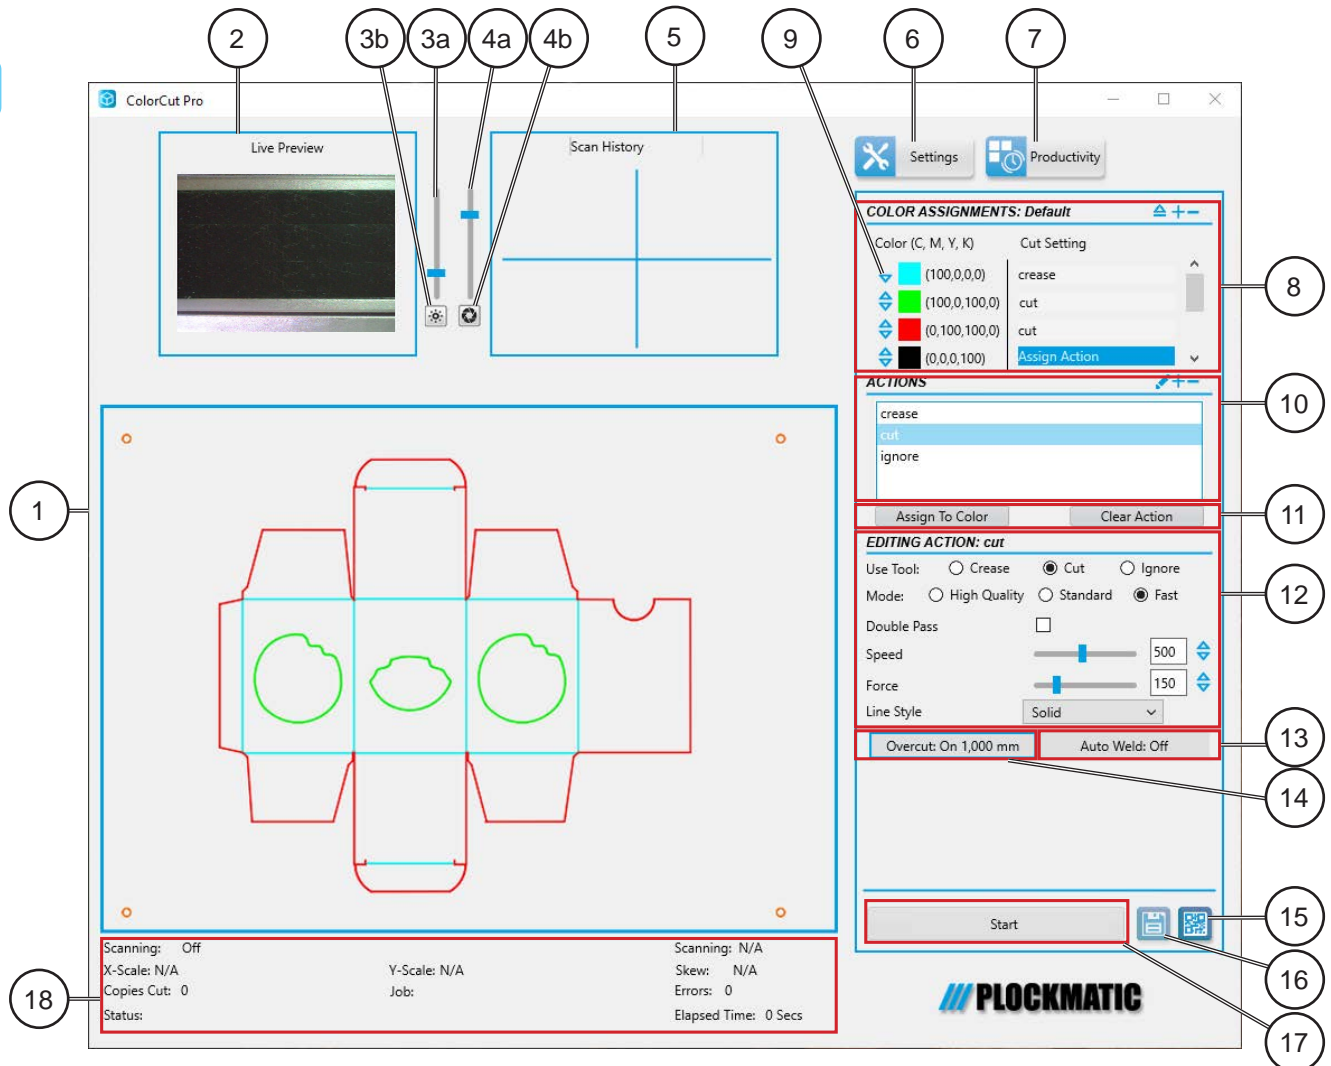 2
3b
3a
4a
4b
5
9
6
7
ColorCut Pro
Live Preview
Scan History
Settings
Productivity
COLOR ASSIGNMENTS: Default
Color (C, M, Y, K)
Cut Setting
(100,0,0,0)
crease
(100,0,100,0)
cut
(0,100,100,0)
cut
(0,0,0,100)
Assign Action
8
ACTIONS
crease
cut
ignore
10
1
Assign To Color
Clear Action
11
EDITING ACTION: cut
Use Tool:
Crease
Cut
Ignore
Mode:
High Quality
Standard
Fast
12
Double Pass
Speed
500
Force
150
Line Style
Solid
Overcut: On 1,000 mm
Auto Weld: Off
13
14
Start
15
16
17
Scanning: Off
Scanning: N/A
X-Scale: N/A
Y-Scale: N/A
Skew: N/A
Copies Cut: 0
Job:
Errors: 0
Status:
Elapsed Time: 0 Secs
18
PLOCKMATIC